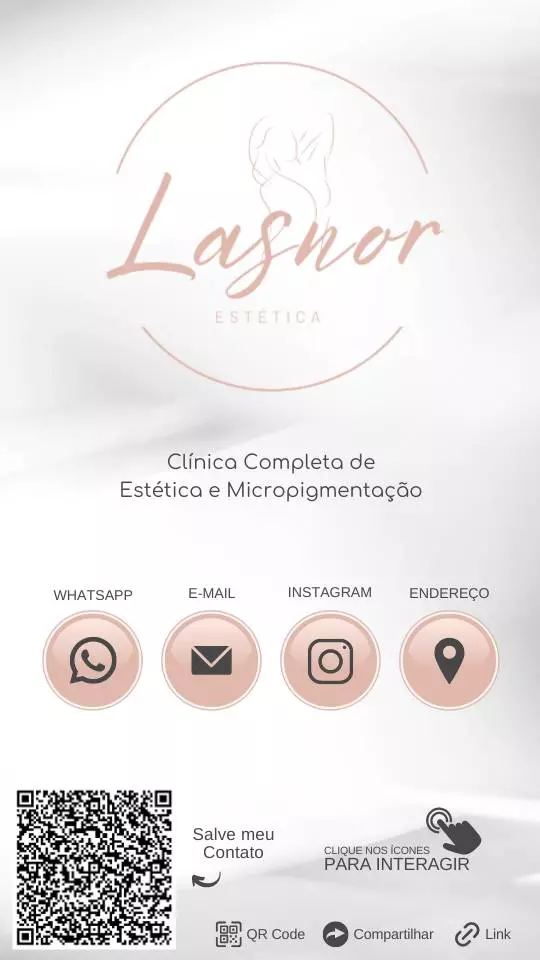 Lasnor
ESTÉTICA
Clínica Completa de
Estética e Micropigmentação
WHATSAPP
E-MAIL
INSTAGRAM
ENDEREÇO
Salve meu
Contato
CLIQUE NOS ÍCONES
PARA INTERAGIR
QR Code
Compartilhar
Link